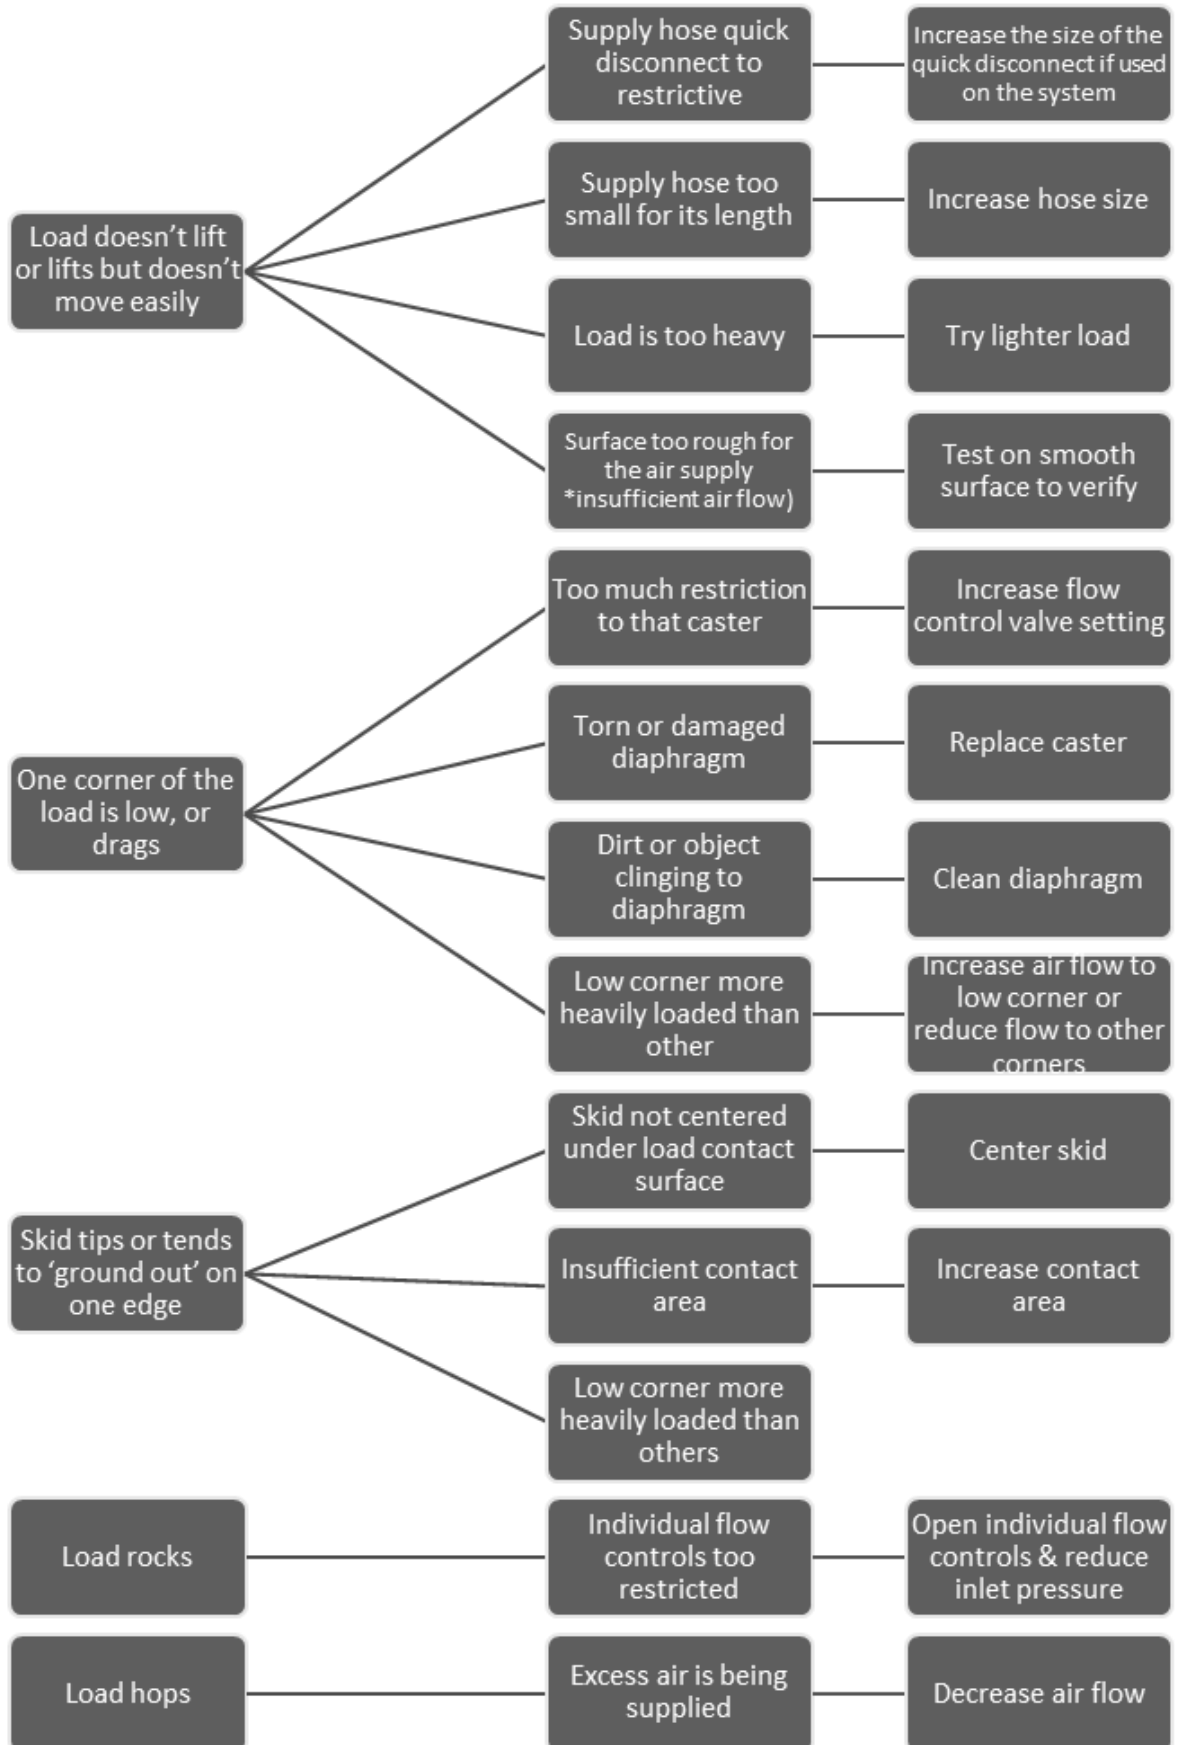 Load doesn’t lift
or lifts but doesn’t
move easily
Supply hose quick
disconnect to
restrictive
Increase the size of the
quick disconnect if used
on the system
Supply hose too
small for its length
Increase hose size
Load is too heavy
Try lighter load
Surface too rough for
the air supply
*insufficient air flow)
Test on smooth
surface to verify
One corner of the
load is low, or
drags
Too much restriction
to that caster
Increase flow
control valve setting
Torn or damaged
diaphragm
Replace caster
Dirt or object
clinging to
diaphragm
Clean diaphragm
Low corner more
heavily loaded than
other
Increase air flow to
low corner or
reduce flow to other
corners
Skid tips or tends
to ‘ground out’ on
one edge
Skid not centered
under load contact
surface
Center skid
Insufficient contact
area
Increase contact
area
Low corner more
heavily loaded than
others
Load rocks
Individual flow
controls too
restricted
Open individual flow
controls & reduce
inlet pressure
Load hops
Excess air is being
supplied
Decrease air flow